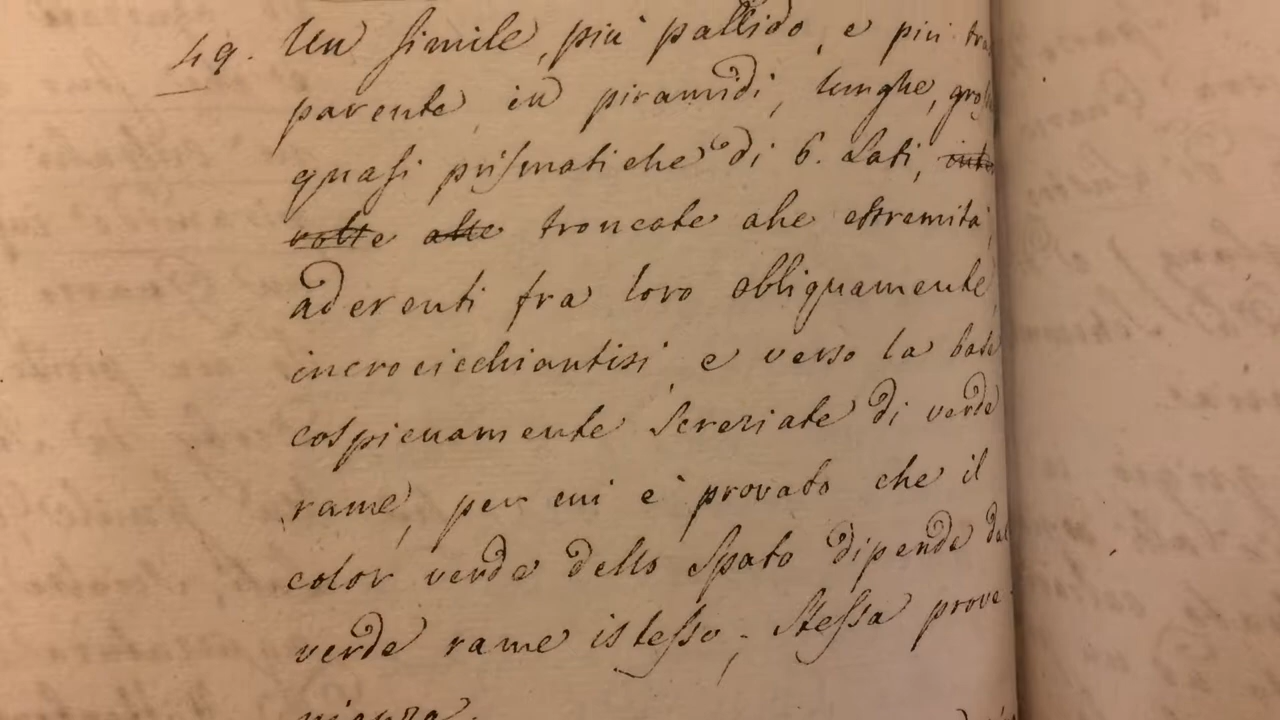 49. Un simile, più pallido, e più tra
parente, in piramidi, lunghe, grosse
quasi prismatiche di 6. Lati,
volte alle troncate alle estremità,
aderenti fra loro obliquamente,
incrocicchiantisi e verso la base
cospicuamente screziate di verde
rame, per cui è provato che il
color verde dello Spato dipende dal
verde rame istesso; Stessa prove-
nienza.